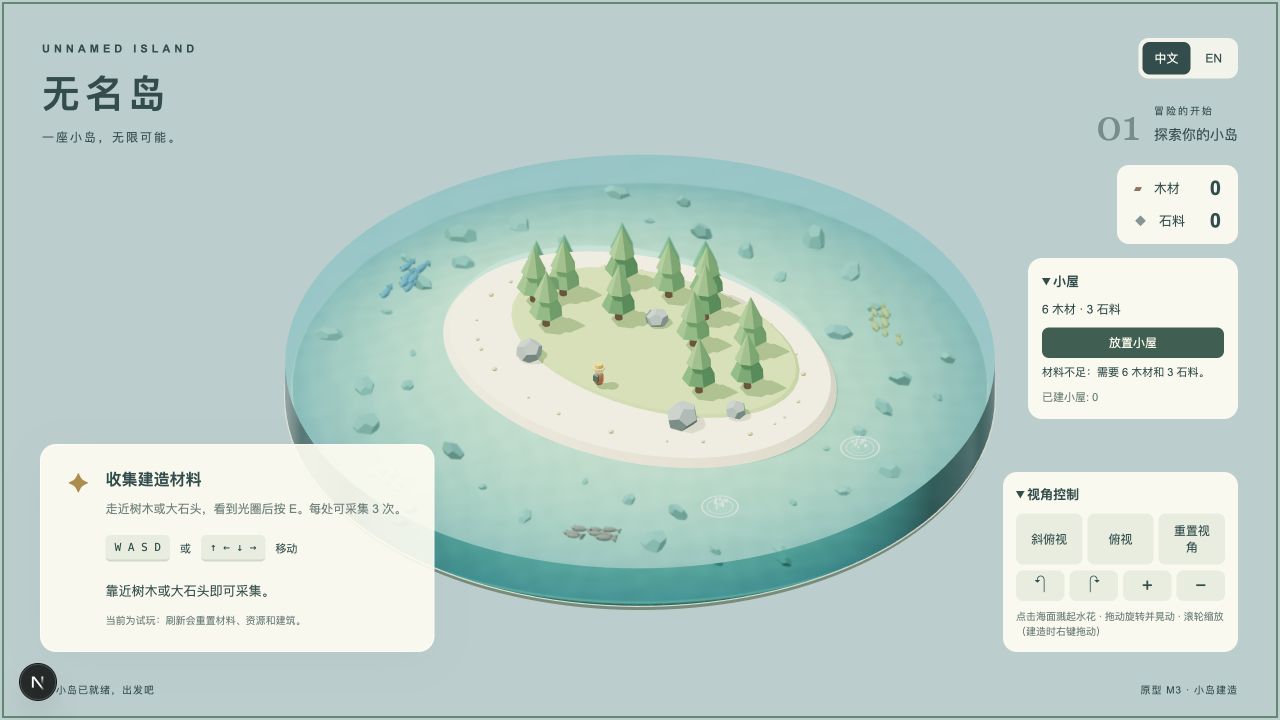 UNNAMED ISLAND
无名岛
一座小岛，无限可能。
中文 EN
01
冒险的开始
探索你的小岛
木材 0
石料 0
▼小屋
6 木材 · 3 石料
放置小屋
材料不足：需要 6 木材和 3 石料。
已建小屋: 0
收集建造材料
走近树木或大石头，看到光圈后按 E。每处可采集 3 次。
W A S D 或 ↑ ← ↓ → 移动
靠近树木或大石头即可采集。
当前为试玩：刷新会重置材料、资源和建筑。
▼视角控制
斜俯视 俯视 重置视
角
+ −
点击海面溅起水花 · 拖动旋转并晃动 · 滚轮缩放
（建造时右键拖动）
N
小岛已就绪，出发吧
原型 M3 · 小岛建造